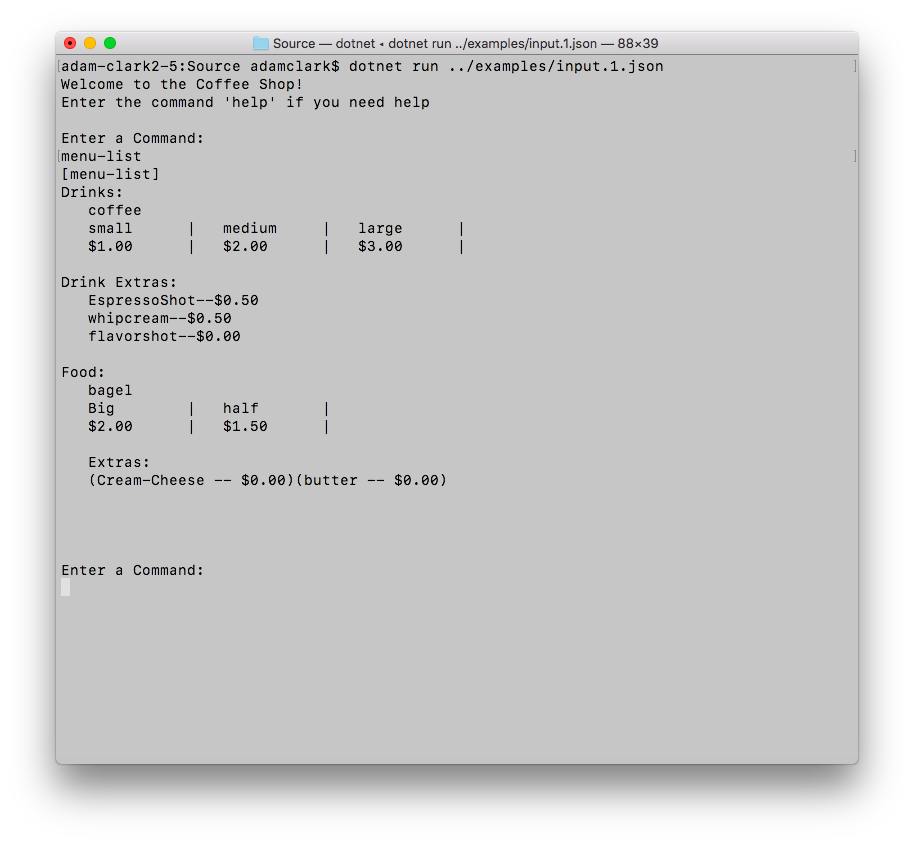 Source — dotnet • dotnet run ../examples/input.1.json — 88×39
[adam-clark2-5:Source adamclark$ dotnet run ../examples/input.1.json ]
Welcome to the Coffee Shop!
Enter the command 'help' if you need help
Enter a Command:
[menu-list ]
[menu-list]
Drinks:
coffee
small | medium | large |
$1.00 | $2.00 | $3.00 |
Drink Extras:
EspressoShot--$0.50
whipcream--$0.50
flavorshot--$0.00
Food:
bagel
Big | half |
$2.00 | $1.50 |
Extras:
(Cream-Cheese -- $0.00)(butter -- $0.00)
Enter a Command: